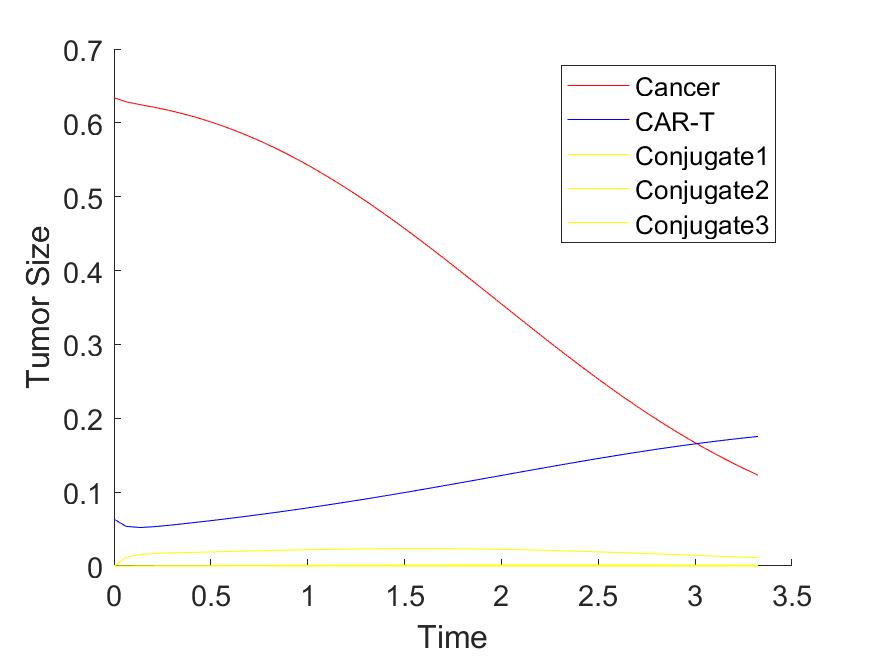 0.7
0.6
0.5
0.4
0.3
0.2
0.1
0
Tumor Size
Cancer
CAR-T
Conjugate1
Conjugate2
Conjugate3
0 0.5 1 1.5 2 2.5 3 3.5
Time